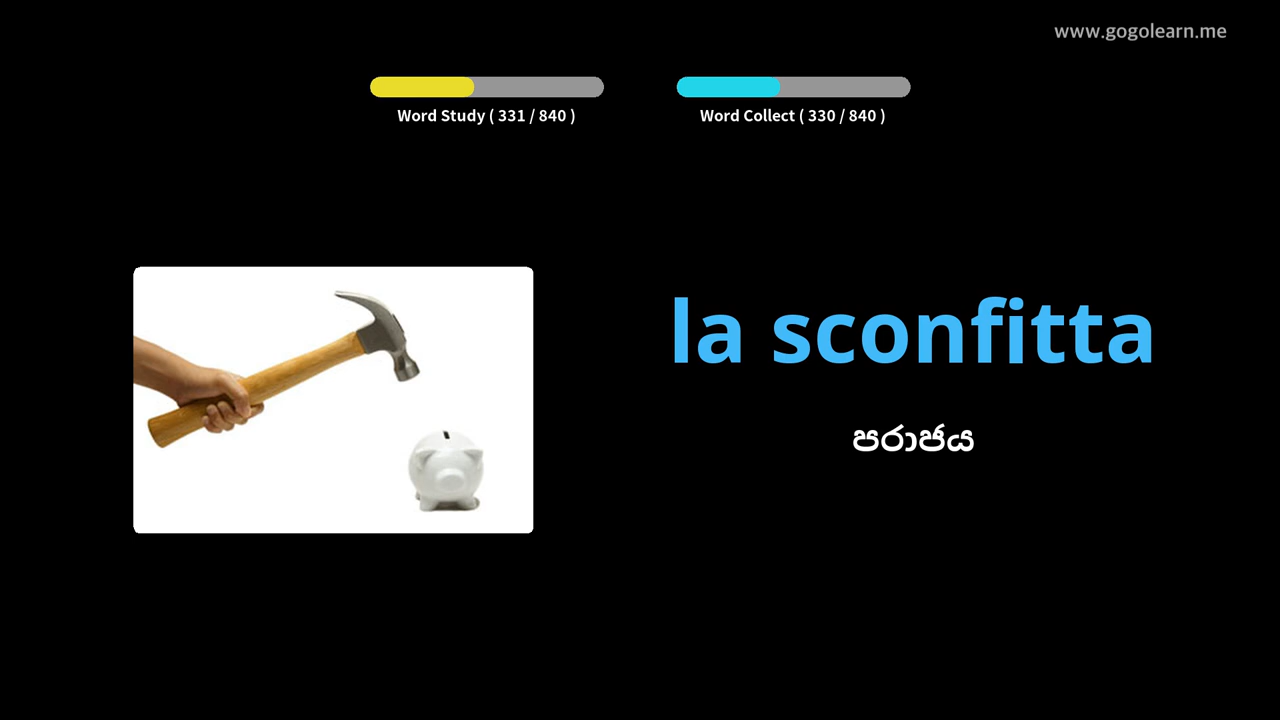 www.gogolearn.me
Word Study ( 331 / 840 )
Word Collect ( 330 / 840 )
la sconfitta
පරාජය